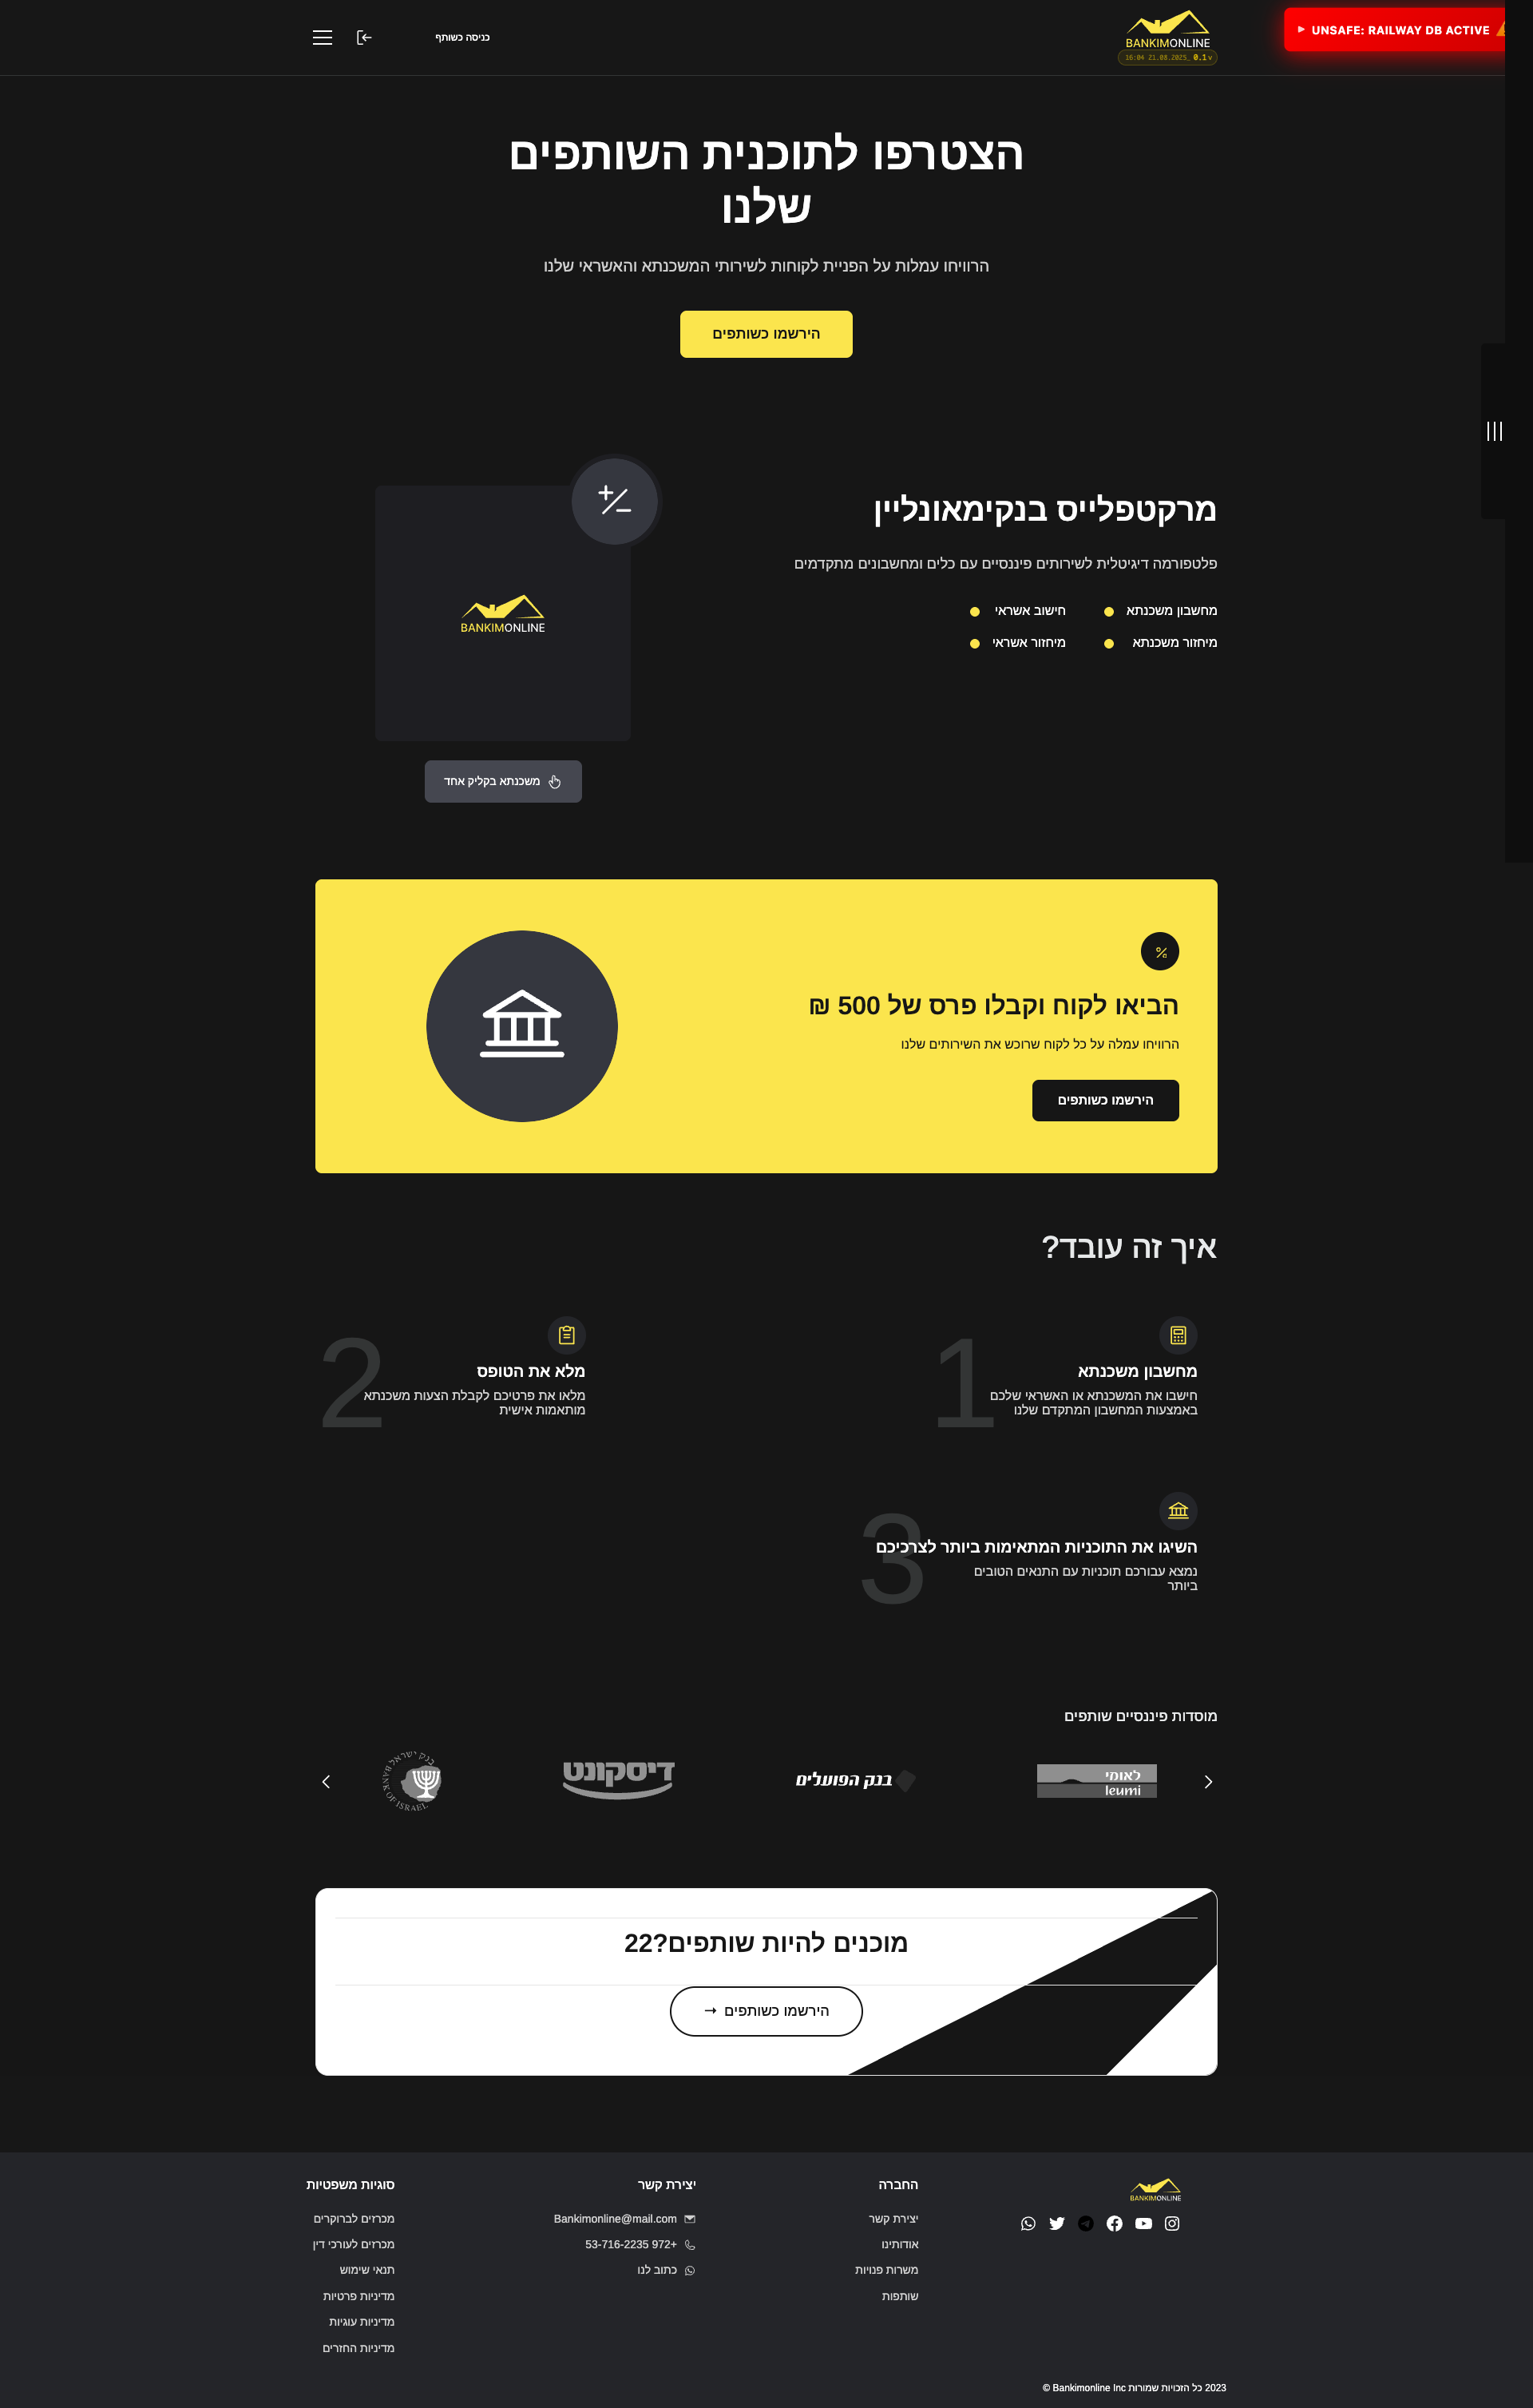 UNSAFE: RAILWAY DB ACTIVE
BANKIMONLINE
v 0.1 16:04 21.08.2025_
כניסה כשותף
הצטרפו לתוכנית השותפים
שלנו
הרוויחו עמלות על הפניית לקוחות לשירותי המשכנתא והאשראי שלנו
הירשמו כשותפים
מרקטפלייס בנקימאונליין
פלטפורמה דיגיטלית לשירותים פיננסיים עם כלים ומחשבונים מתקדמים
מחשבון משכנתא
חישוב אשראי
מיחזור משכנתא
מיחזור אשראי
BANKIMONLINE
משכנתא בקליק אחד
הביאו לקוח וקבלו פרס של 500 ₪
הרוויחו עמלה על כל לקוח שרוכש את השירותים שלנו
הירשמו כשותפים
איך זה עובד?
1
מחשבון משכנתא
חישבו את המשכנתא או האשראי שלכם
באמצעות המחשבון המתקדם שלנו
2
מלא את הטופס
מלאו את פרטיכם לקבלת הצעות משכנתא
מותאמות אישית
3
השיגו את התוכניות המתאימות ביותר לצרכיכם
נמצא עבורכם תוכניות עם התנאים הטובים
ביותר
מוסדות פיננסיים שותפים
לאומי
leumi
בנק הפועלים
דיסקונט
בנק ישראל BANK OF ISRAEL
מוכנים להיות שותפים?22
הירשמו כשותפים →
BANKIMONLINE
החברה
יצירת קשר
אודותינו
משרות פנויות
שותפות
יצירת קשר
Bankimonline@mail.com
53-716-2235 972+
כתוב לנו
סוגיות משפטיות
מכרזים לברוקרים
מכרזים לעורכי דין
תנאי שימוש
מדיניות פרטיות
מדיניות עוגיות
מדיניות החזרים
2023 כל הזכויות שמורות Bankimonline Inc ©